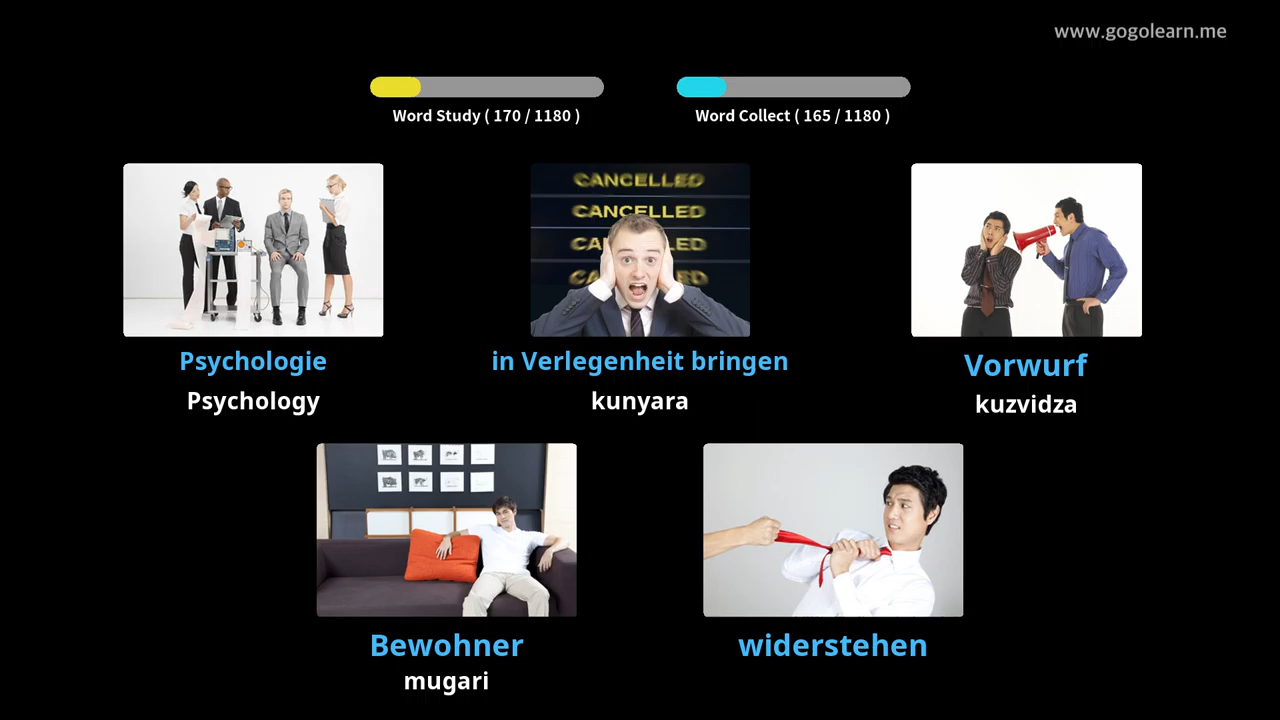 www.gogolearn.me
Word Study ( 170 / 1180 )
Word Collect ( 165 / 1180 )
CANCELLED
CANCELLED
Psychologie
Psychology
in Verlegenheit bringen
kunyara
Vorwurf
kuzvidza
Bewohner
mugari
widerstehen